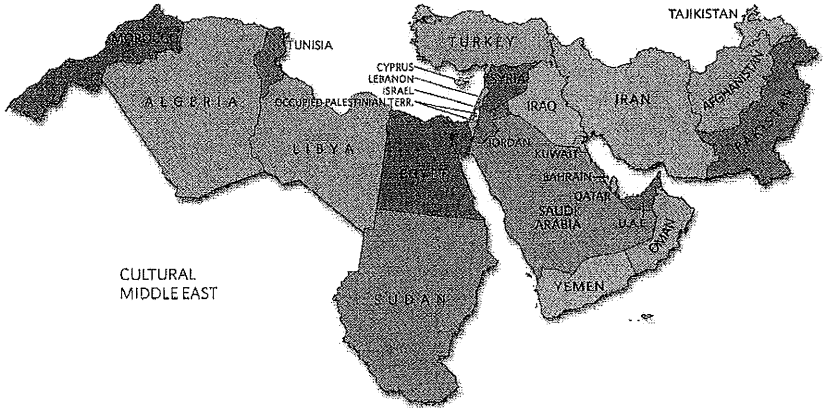 TAJIKISTAN
MOROCCO
TUNISIA
TURKEY
CYPRUS
LEBANON
ISRAEL
OCCUPIED PALESTINIAN TERR.
SYRIA
ALGERIA
IRAQ
IRAN
AFGHANISTAN
PAKISTAN
LIBYA
JORDAN
KUWAIT
EGYPT
BAHRAIN
QATAR
SAUDI
ARABIA
U.A.E
OMAN
CULTURAL
MIDDLE EAST
SUDAN
YEMEN